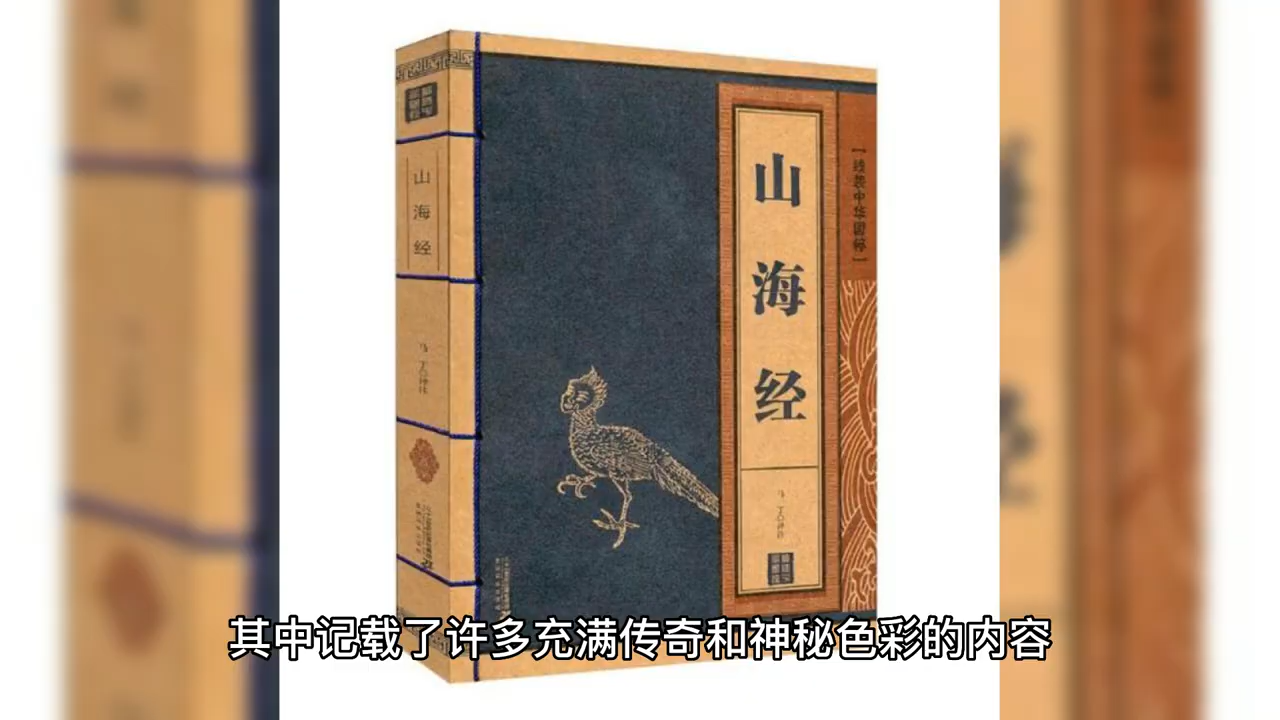 山海经
【线装中华国粹】
山海经
其中记载了许多充满传奇和神秘色彩的内容